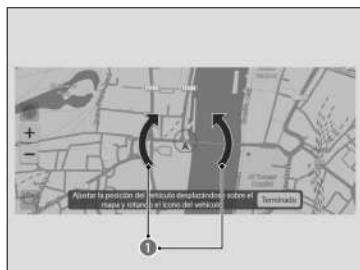 +
−
Ajustar la posición del vehículo desplazándose sobre el
mapa y rotando el icono del vehículo.
Terminado
1